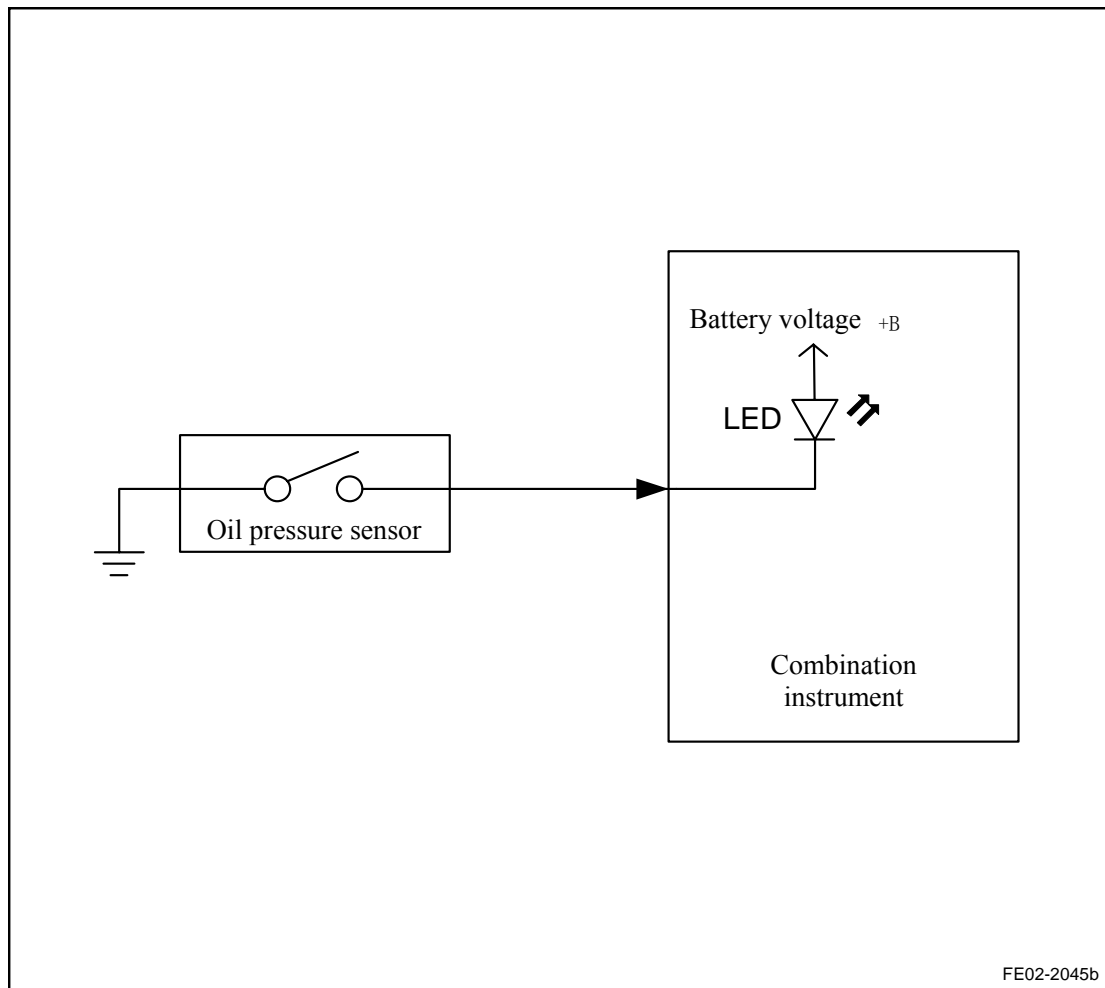 Battery voltage +B
LED
Oil pressure sensor
Combination
instrument
FE02-2045b